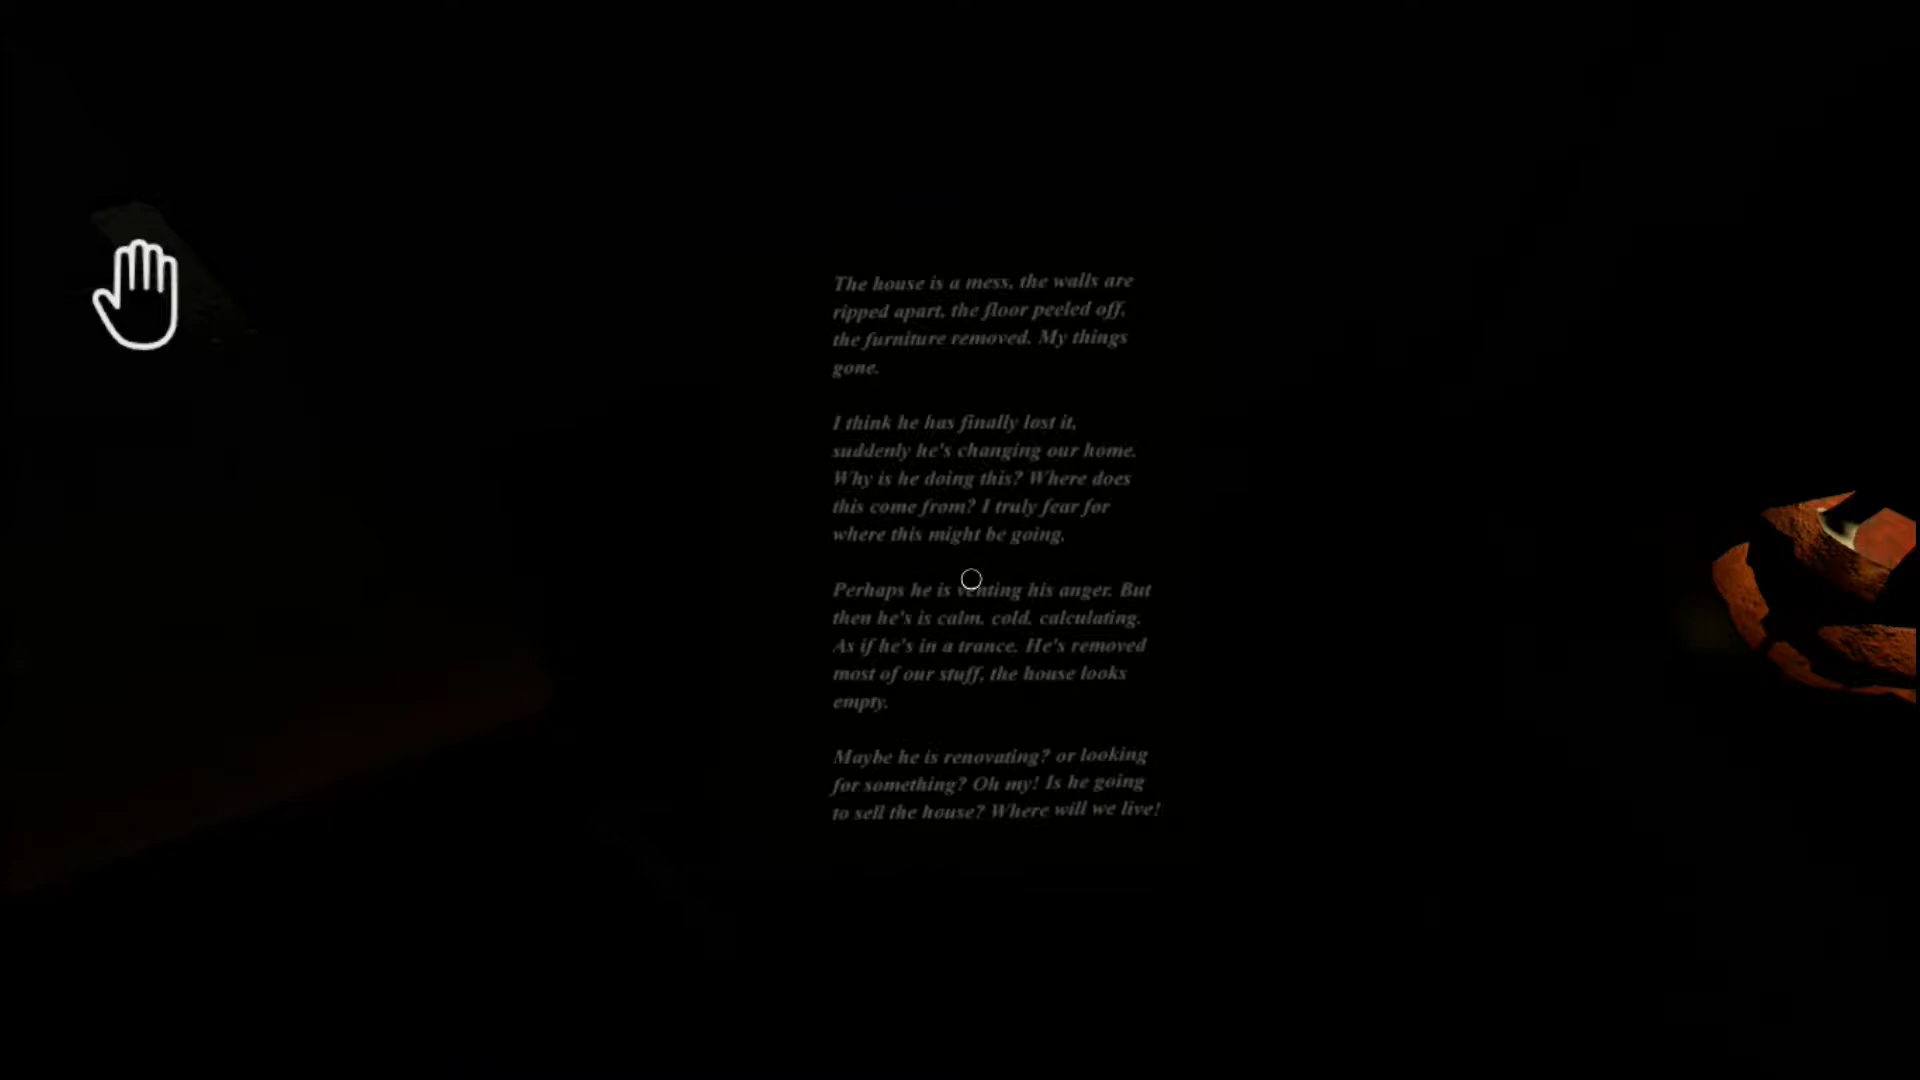 The house is a mess, the walls are
ripped apart, the floor peeled off,
the furniture removed. My things
gone.
I think he has finally lost it,
suddenly he's changing our home.
Why is he doing this? Where does
this come from? I truly fear for
where this might be going.
Perhaps he is venting his anger. But
then he's is calm, cold, calculating.
As if he's in a trance. He's removed
most of our stuff, the house looks
empty.
Maybe he is renovating? or looking
for something? Oh my! Is he going
to sell the house? Where will we live!